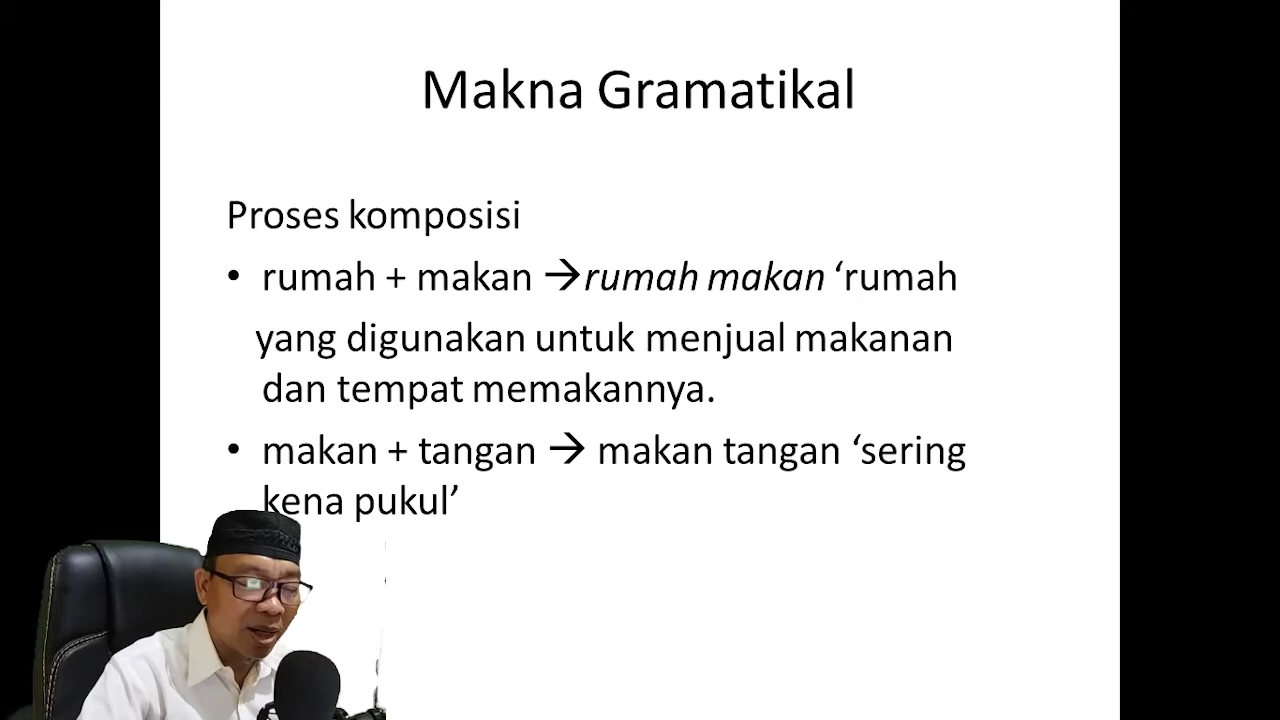 Makna Gramatikal
Proses komposisi
• rumah + makan →rumah makan ‘rumah
yang digunakan untuk menjual makanan
dan tempat memakannya.
• makan + tangan → makan tangan ‘sering
kena pukul’